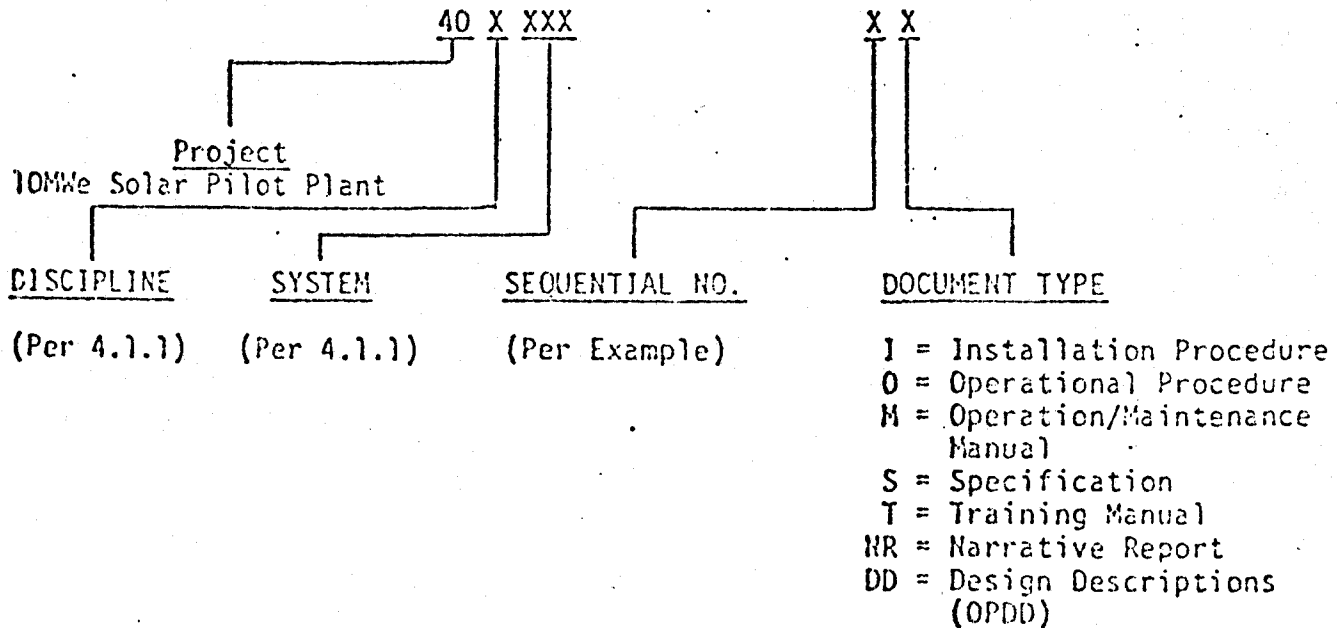 40 X XXX X X
Project
10MWe Solar Pilot Plant
DISCIPLINE SYSTEM SEQUENTIAL NO. DOCUMENT TYPE
(Per 4.1.1) (Per 4.1.1) (Per Example)
I = Installation Procedure
O = Operational Procedure
M = Operation/Maintenance
Manual
S = Specification
T = Training Manual
NR = Narrative Report
DD = Design Descriptions
(OPDD)